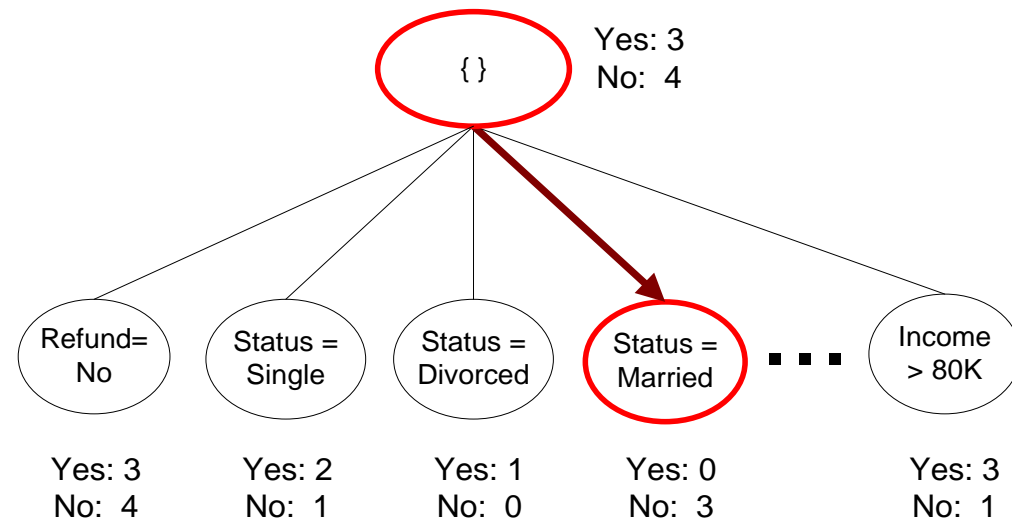 { }
Yes: 3
No: 4
Refund=
No
Status =
Single
Status =
Divorced
Status =
Married
Income
> 80K
Yes: 3
No: 4
Yes: 2
No: 1
Yes: 1
No: 0
Yes: 0
No: 3
Yes: 3
No: 1